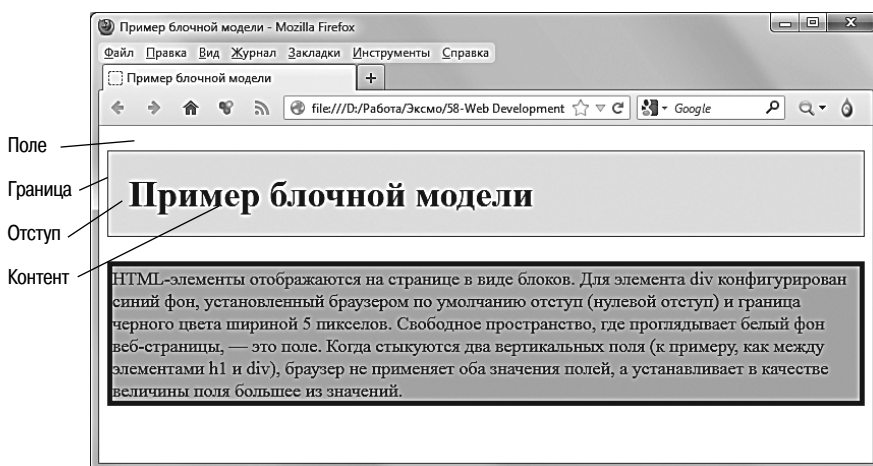 Пример блочной модели - Mozilla Firefox
Файл Правка Вид Журнал Закладки Инструменты Справка
Пример блочной модели
file:///D:/Работа/Эксмо/58-Web Development
Google
Поле
Граница
Отступ
Контент
Пример блочной модели
HTML-элементы отображаются на странице в виде блоков. Для элемента div конфигурирован
синий фон, установленный браузером по умолчанию отступ (нулевой отступ) и граница
черного цвета шириной 5 пикселов. Свободное пространство, где проглядывает белый фон
веб-страницы, — это поле. Когда стыкуются два вертикальных поля (к примеру, как между
элементами h1 и div), браузер не применяет оба значения полей, а устанавливает в качестве
величины поля большее из значений.